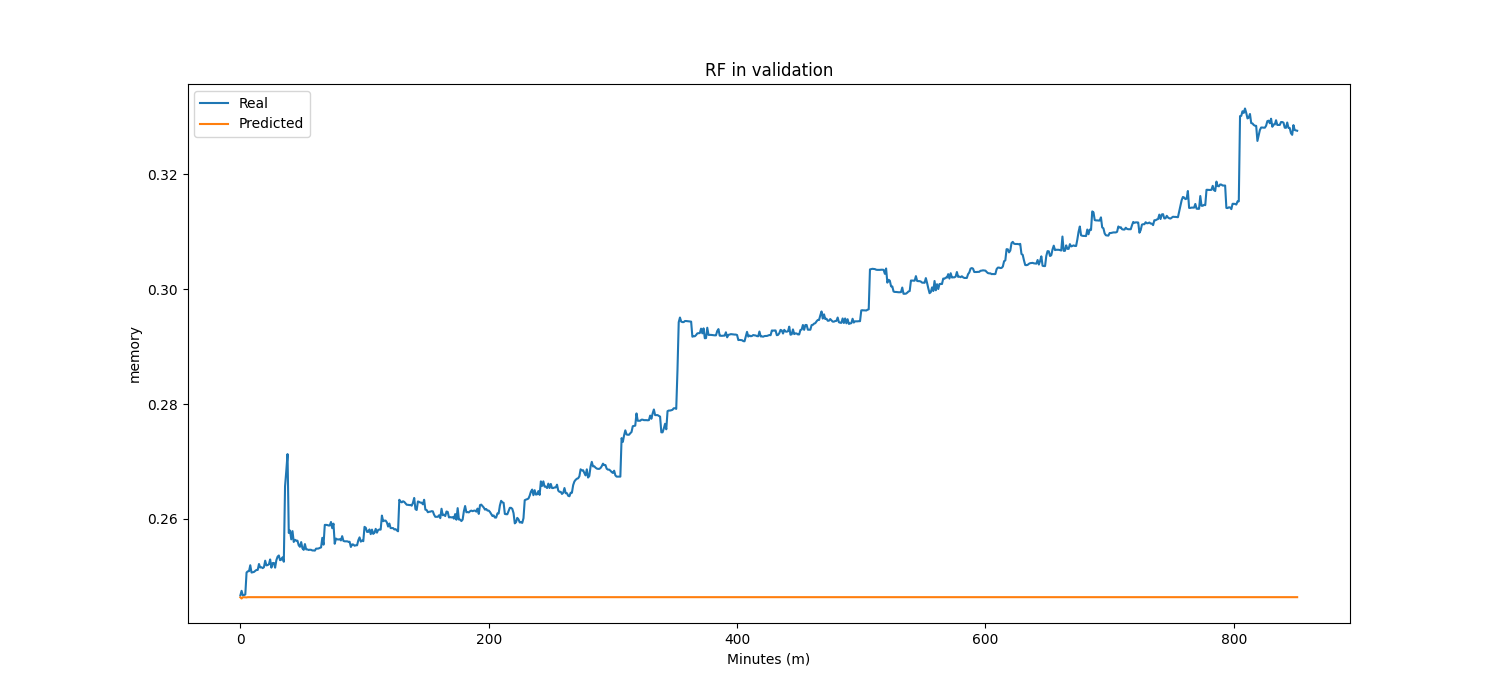 RF in validation
Real
Predicted
0.32
0.30
0.28
0.26
memory
0 200 400 600 800
Minutes (m)